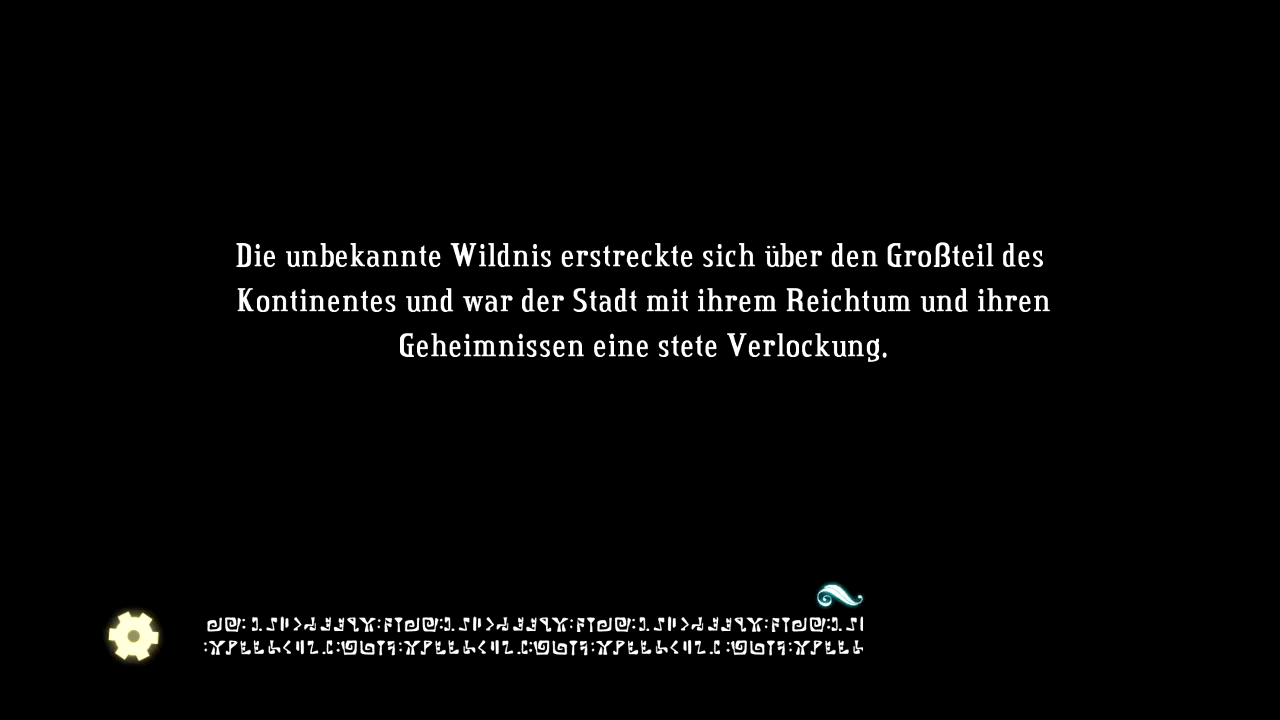 Die unbekannte Wildnis erstreckte sich über den Großteil des
Kontinentes und war der Stadt mit ihrem Reichtum und ihren
Geheimnissen eine stete Verlockung.